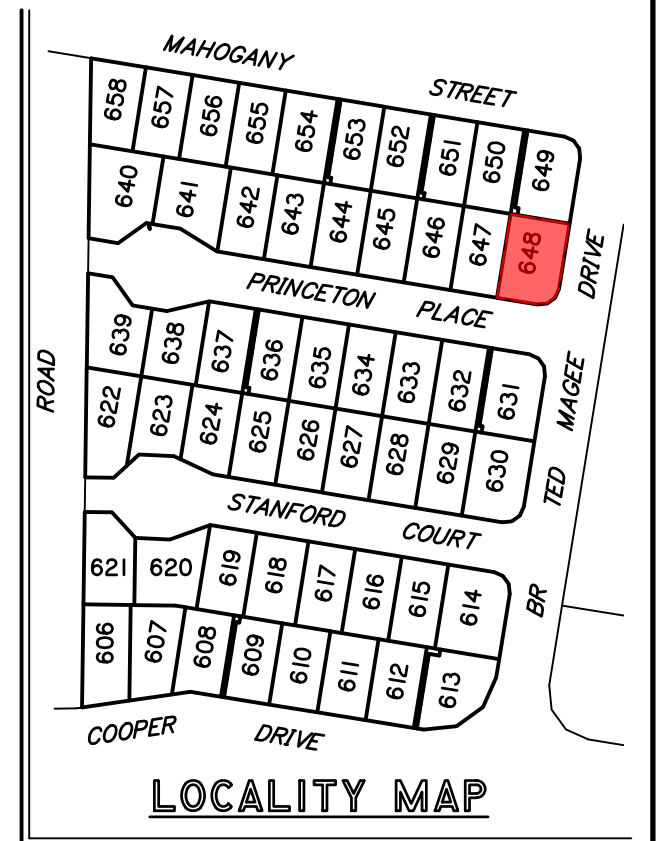 MAHOGANY STREET
658 657 656 655 654 653 652 651 650 649
640 641 642 643 644 645 646 647 648
PRINCETON PLACE
639 638 637 636 635 634 633 632 631
622 623 624 625 626 627 628 629 630
STANFORD COURT
621 620 619 618 617 616 615 614
606 607 608 609 610 611 612 613
COOPER DRIVE
ROAD
BR TED MAGEE DRIVE
LOCALITY MAP